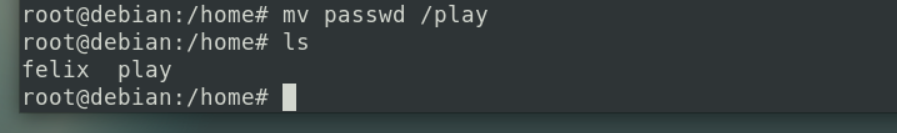 root@debian:/home# mv passwd /play
root@debian:/home# ls
felix  play
root@debian:/home#